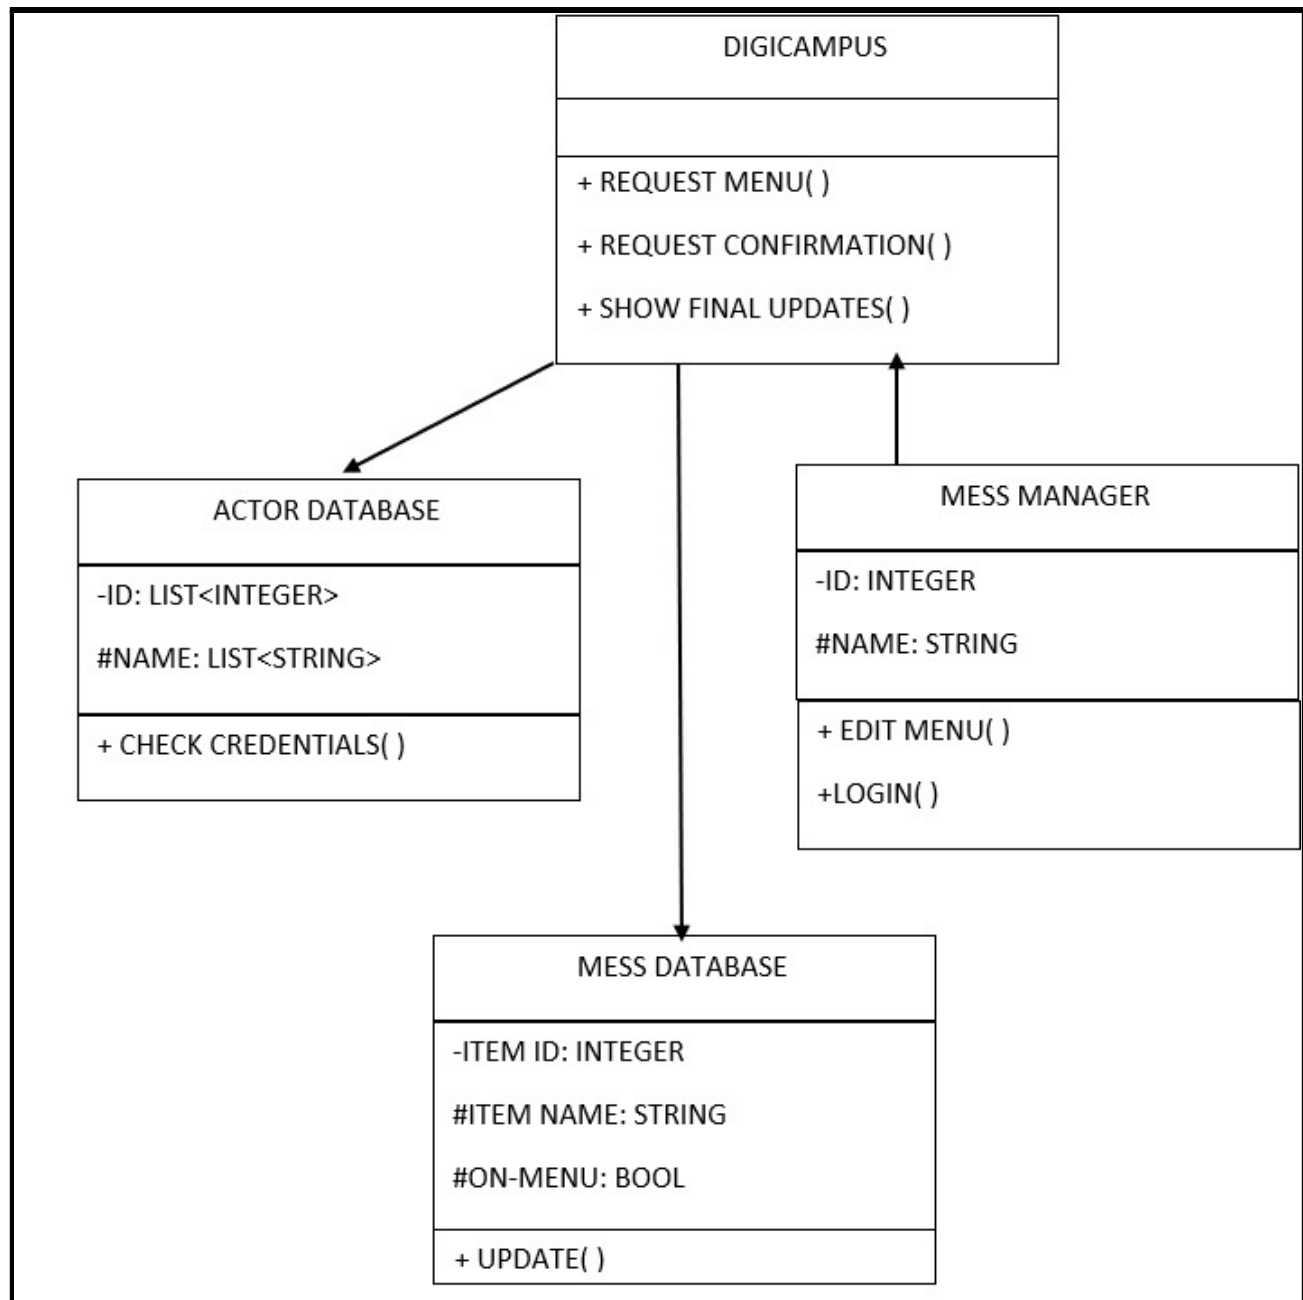 DIGICAMPUS
+ REQUEST MENU( )
+ REQUEST CONFIRMATION( )
+ SHOW FINAL UPDATES( )
ACTOR DATABASE
-ID: LIST<INTEGER>
#NAME: LIST<STRING>
+ CHECK CREDENTIALS( )
MESS MANAGER
-ID: INTEGER
#NAME: STRING
+ EDIT MENU( )
+LOGIN( )
MESS DATABASE
-ITEM ID: INTEGER
#ITEM NAME: STRING
#ON-MENU: BOOL
+ UPDATE( )